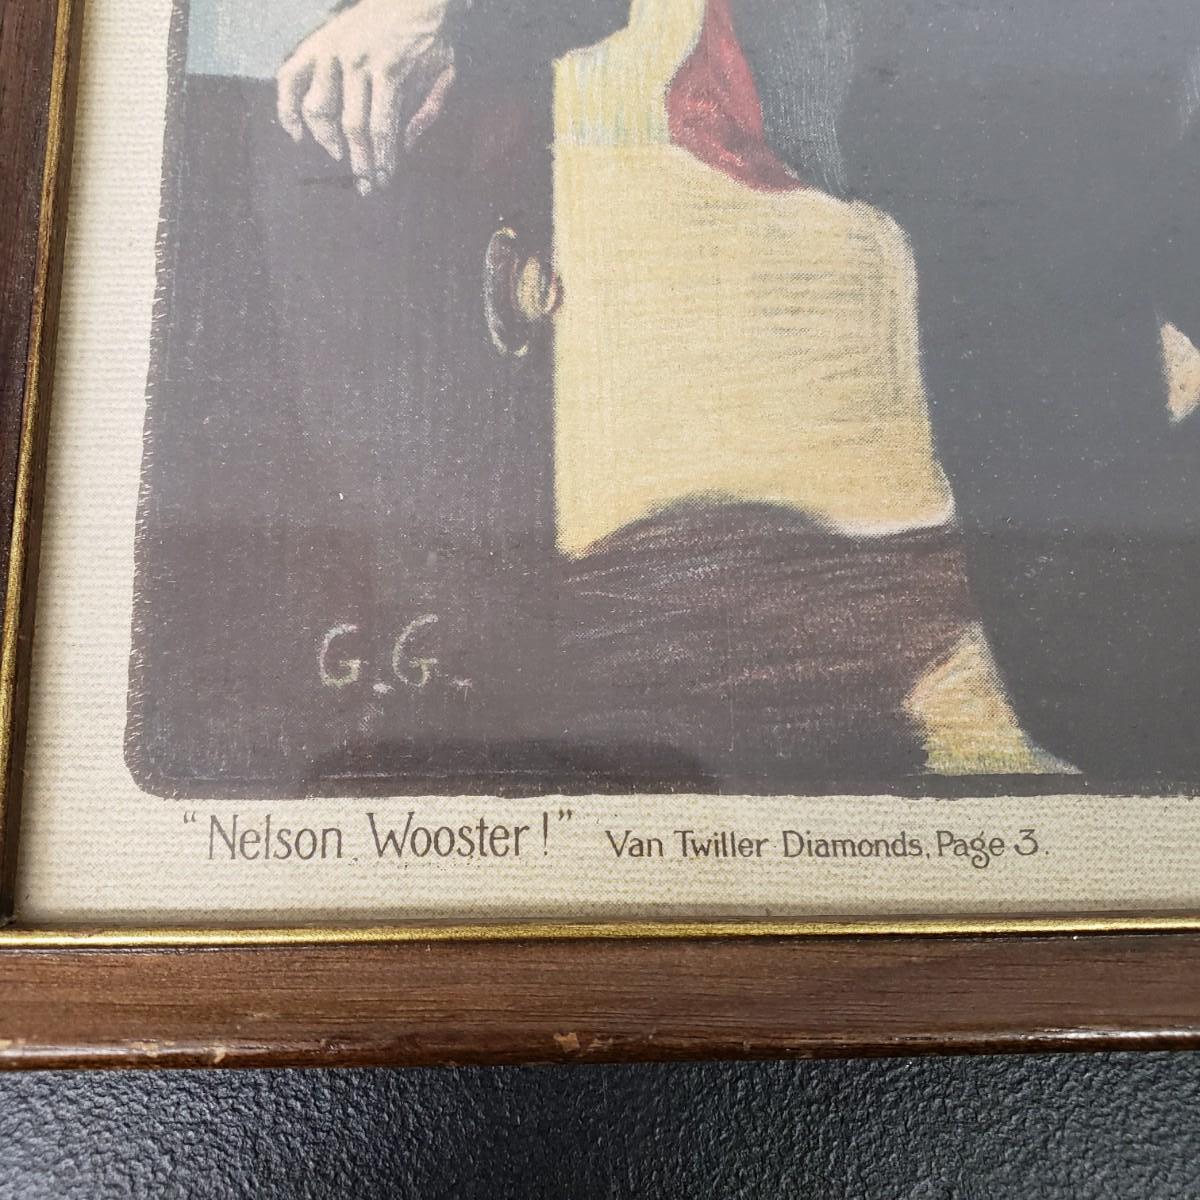 G.G.
"Nelson Wooster!" Van Twiller Diamonds, Page 3.